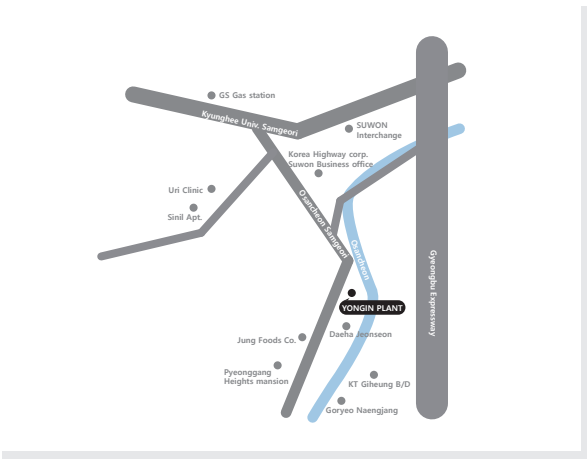 GS Gas station
Kyunghee Univ. Samgeori
SUWON
Interchange
Korea Highway corp.
Suwon Business office
Uri Clinic
Sinil Apt.
Osancheon Samgeori
Osancheon
Gyeongbu Expressway
YONGIN PLANT
Daeha Jeonseon
Jung Foods Co.
Pyeonggang
Heights mansion
KT Giheung B/D
Goryeo Naengjang